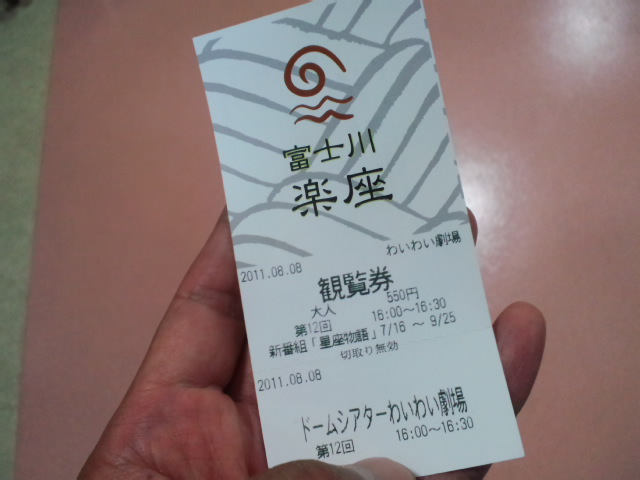 富士川
楽座
わいわい劇場
2011.08.08
観覧券
大人 550円
第12回 16:00～16:30
新番組「星座物語」7/16 ～ 9/25
切取り無効
2011.08.08
ドームシアターわいわい劇場
第12回 16:00～16:30